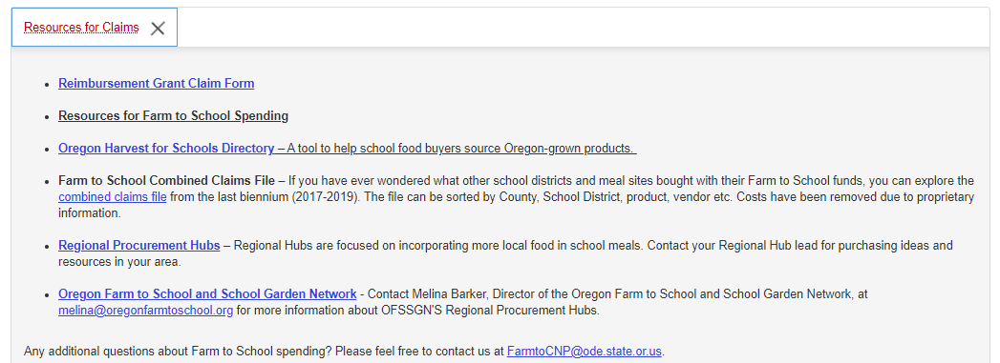 Resources for Claims
Reimbursement Grant Claim Form
Resources for Farm to School Spending
Oregon Harvest for Schools Directory – A tool to help school food buyers source Oregon-grown products.
Farm to School Combined Claims File – If you have ever wondered what other school districts and meal sites bought with their Farm to School funds, you can explore the
combined claims file from the last biennium (2017-2019). The file can be sorted by County, School District, product, vendor etc. Costs have been removed due to proprietary
information.
Regional Procurement Hubs – Regional Hubs are focused on incorporating more local food in school meals. Contact your Regional Hub lead for purchasing ideas and
resources in your area.
Oregon Farm to School and School Garden Network - Contact Melina Barker, Director of the Oregon Farm to School and School Garden Network, at
melina@oregonfarmtoschool.org for more information about OFSSGN'S Regional Procurement Hubs.
Any additional questions about Farm to School spending? Please feel free to contact us at FarmtoCNP@ode.state.or.us.